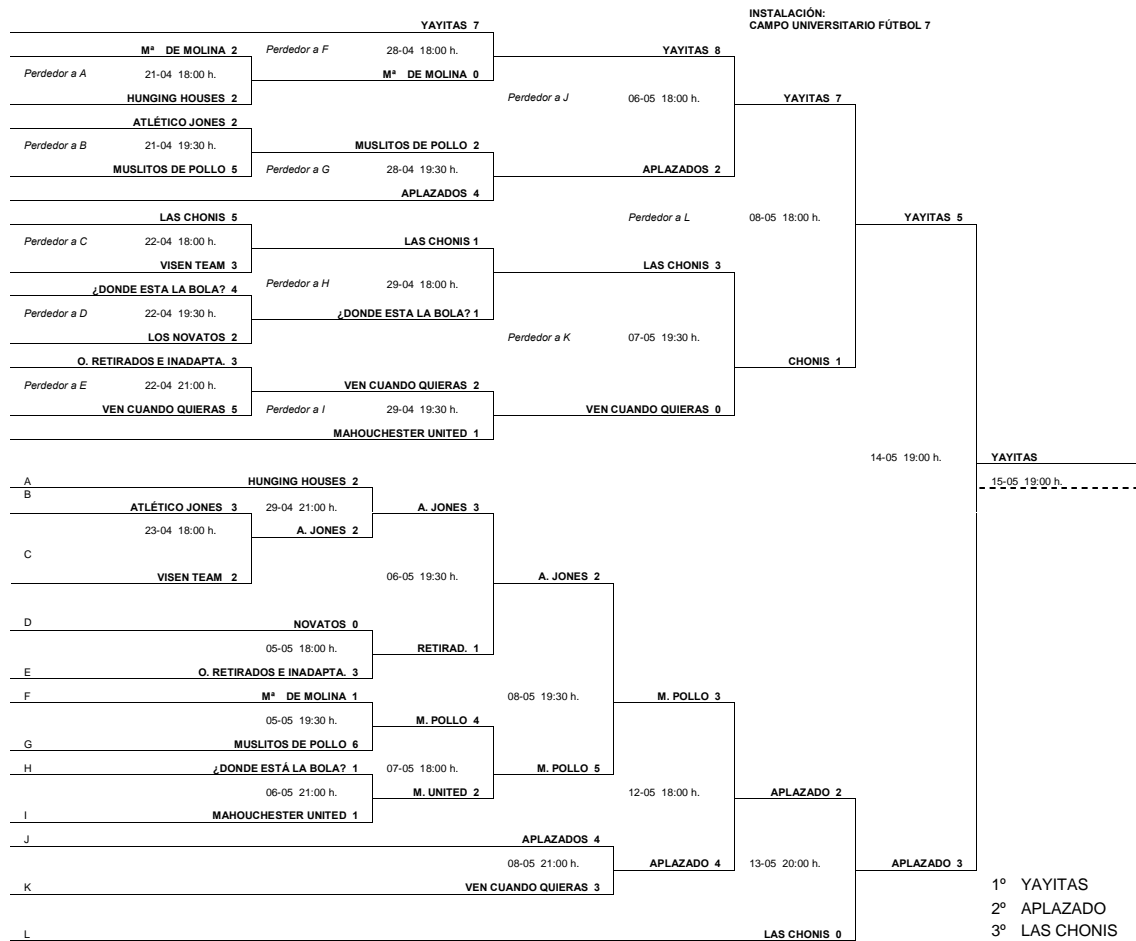 INSTALACIÓN:
CAMPO UNIVERSITARIO FÚTBOL 7
YAYITAS 7
Mª DE MOLINA 2
Perdedor a F
28-04 18:00 h.
YAYITAS 8
Perdedor a A
21-04 18:00 h.
Mª DE MOLINA 0
HUNGING HOUSES 2
Perdedor a J
06-05 18:00 h.
YAYITAS 7
ATLÉTICO JONES 2
Perdedor a B
21-04 19:30 h.
MUSLITOS DE POLLO 2
MUSLITOS DE POLLO 5
Perdedor a G
28-04 19:30 h.
APLAZADOS 2
APLAZADOS 4
LAS CHONIS 5
Perdedor a L
08-05 18:00 h.
YAYITAS 5
Perdedor a C
22-04 18:00 h.
LAS CHONIS 1
VISEN TEAM 3
LAS CHONIS 3
¿DONDE ESTA LA BOLA? 4
Perdedor a H
29-04 18:00 h.
Perdedor a D
22-04 19:30 h.
¿DONDE ESTA LA BOLA? 1
LOS NOVATOS 2
Perdedor a K
07-05 19:30 h.
O. RETIRADOS E INADAPTA. 3
CHONIS 1
Perdedor a E
22-04 21:00 h.
VEN CUANDO QUIERAS 2
VEN CUANDO QUIERAS 5
Perdedor a I
29-04 19:30 h.
VEN CUANDO QUIERAS 0
MAHOUCHESTER UNITED 1
14-05 19:00 h.
YAYITAS
A
HUNGING HOUSES 2
15-05 19:00 h.
B
ATLÉTICO JONES 3
29-04 21:00 h.
A. JONES 3
23-04 18:00 h.
A. JONES 2
C
VISEN TEAM 2
06-05 19:30 h.
A. JONES 2
D
NOVATOS 0
05-05 18:00 h.
RETIRAD. 1
E
O. RETIRADOS E INADAPTA. 3
F
Mª DE MOLINA 1
08-05 19:30 h.
M. POLLO 3
05-05 19:30 h.
M. POLLO 4
G
MUSLITOS DE POLLO 6
H
¿DONDE ESTÁ LA BOLA? 1
07-05 18:00 h.
M. POLLO 5
06-05 21:00 h.
M. UNITED 2
12-05 18:00 h.
APLAZADO 2
I
MAHOUCHESTER UNITED 1
J
APLAZADOS 4
08-05 21:00 h.
APLAZADO 4
13-05 20:00 h.
APLAZADO 3
K
VEN CUANDO QUIERAS 3
1º YAYITAS
2º APLAZADO
3º LAS CHONIS
L
LAS CHONIS 0